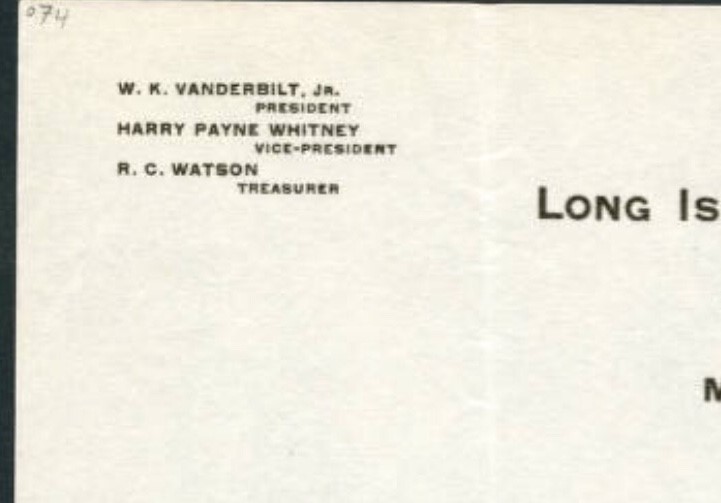 074
W. K. VANDERBILT, JR.
PRESIDENT
HARRY PAYNE WHITNEY
VICE-PRESIDENT
R. C. WATSON
TREASURER
LONG IS
M